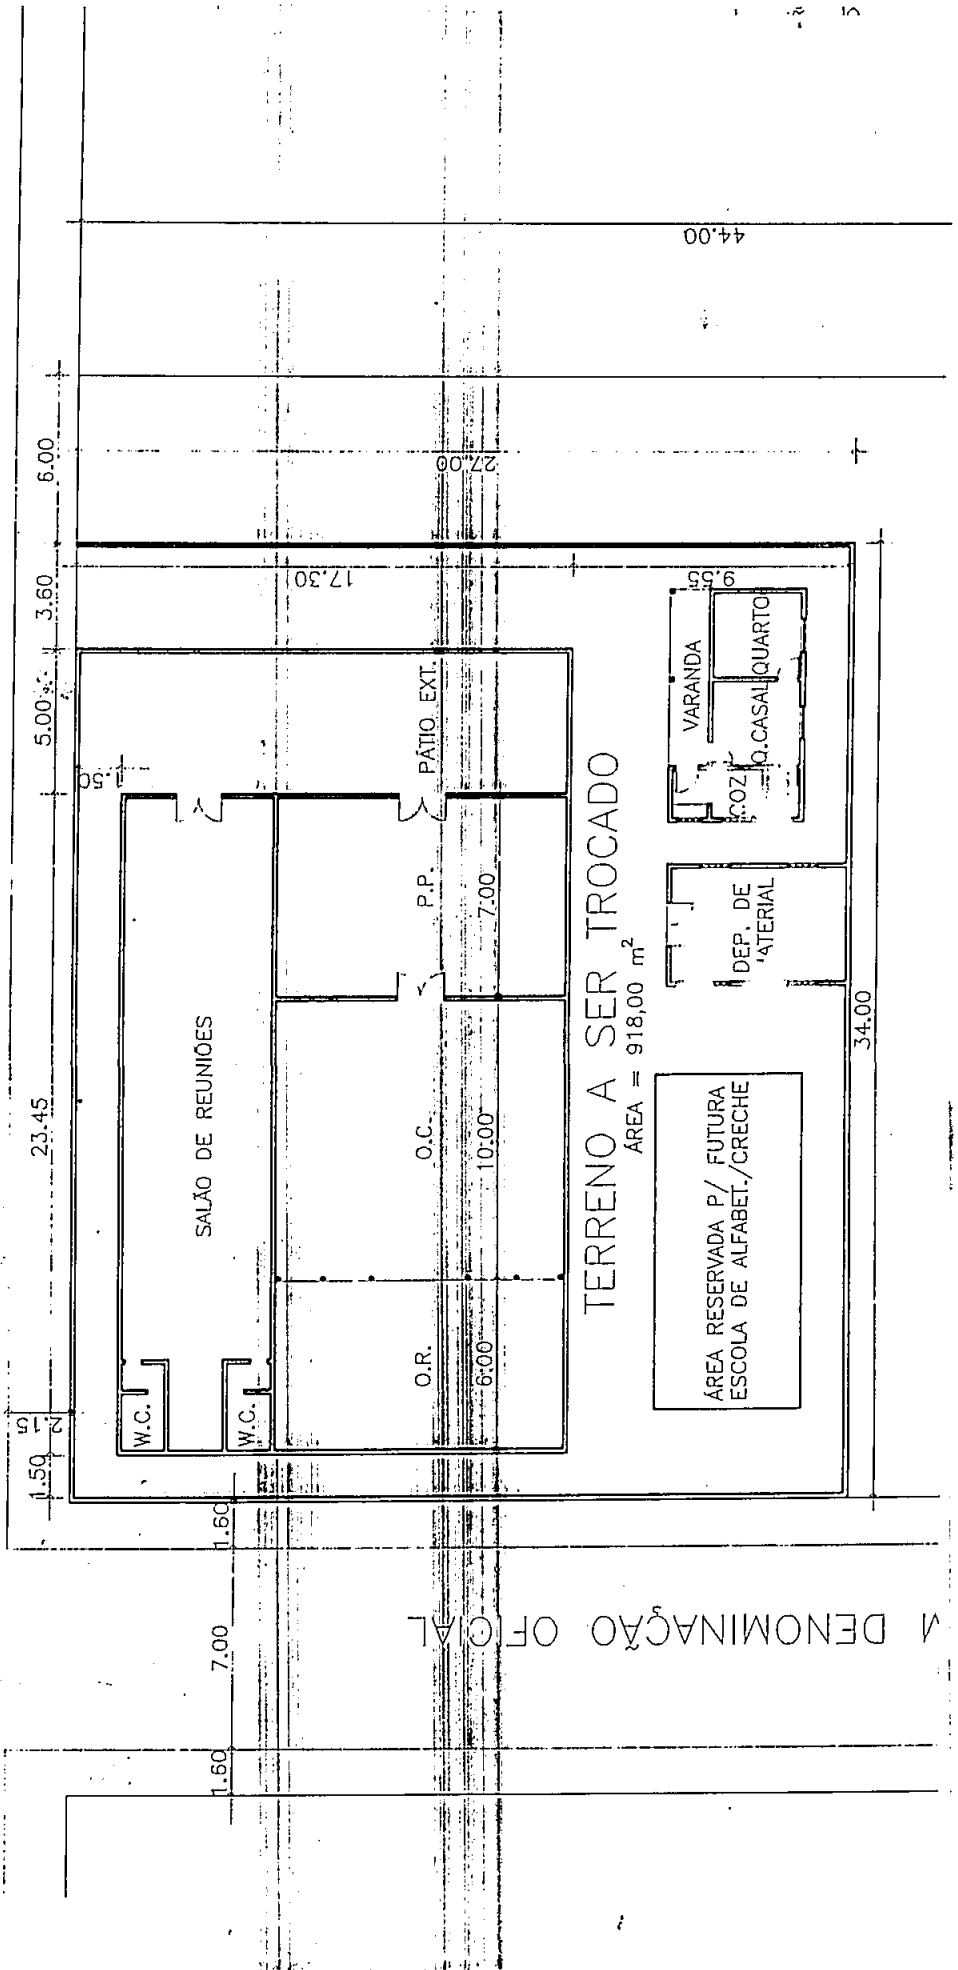 1.50
23.45
5.00
3.60
6.00
2.15
1.50
17.30
27.00
44.00
9.55
W.C.
W.C.
SALÃO DE REUNIÕES
O.R.
O.C.
P.P.
PÁTIO EXT.
6.00
10.00
7.00
TERRENO A SER TROCADO
ÁREA = 918,00 m²
VARANDA
COZ
Q.CASAL
QUARTO
DEP. DE
ATERIAL
ÁREA RESERVADA P/ FUTURA
ESCOLA DE ALFABET./CRECHE
34.00
1.60
7.00
1.60
DENOMINAÇÃO OFICIAL